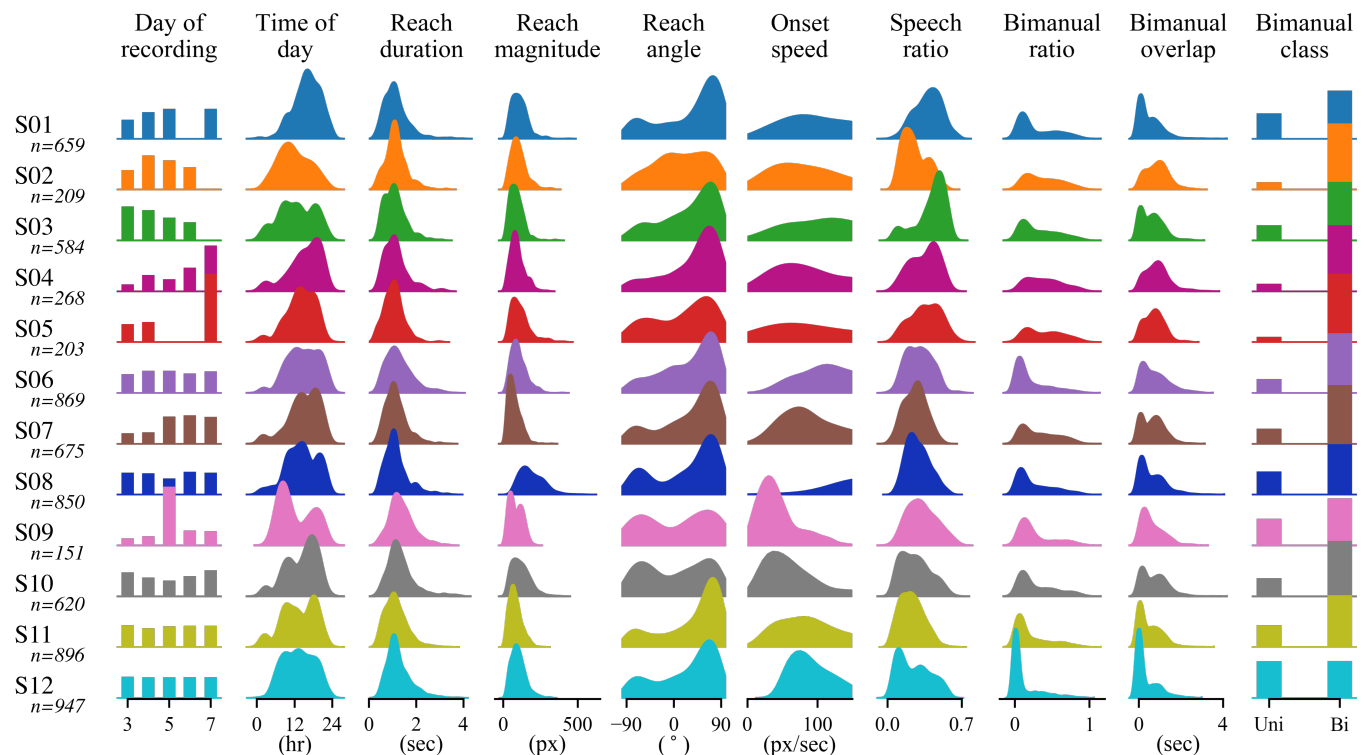 Day of recording
Time of day
Reach duration
Reach magnitude
Reach angle
Onset speed
Speech ratio
Bimanual ratio
Bimanual overlap
Bimanual class
S01
n=659
S02
n=209
S03
n=584
S04
n=268
S05
n=203
S06
n=869
S07
n=675
S08
n=850
S09
n=151
S10
n=620
S11
n=896
S12
n=947
3 5 7
0 12 24
(hr)
0 2 4
(sec)
0 500
(px)
−90 0 90
(°)
0 100
(px/sec)
0.0 0.7
0 1
0 4
(sec)
Uni Bi